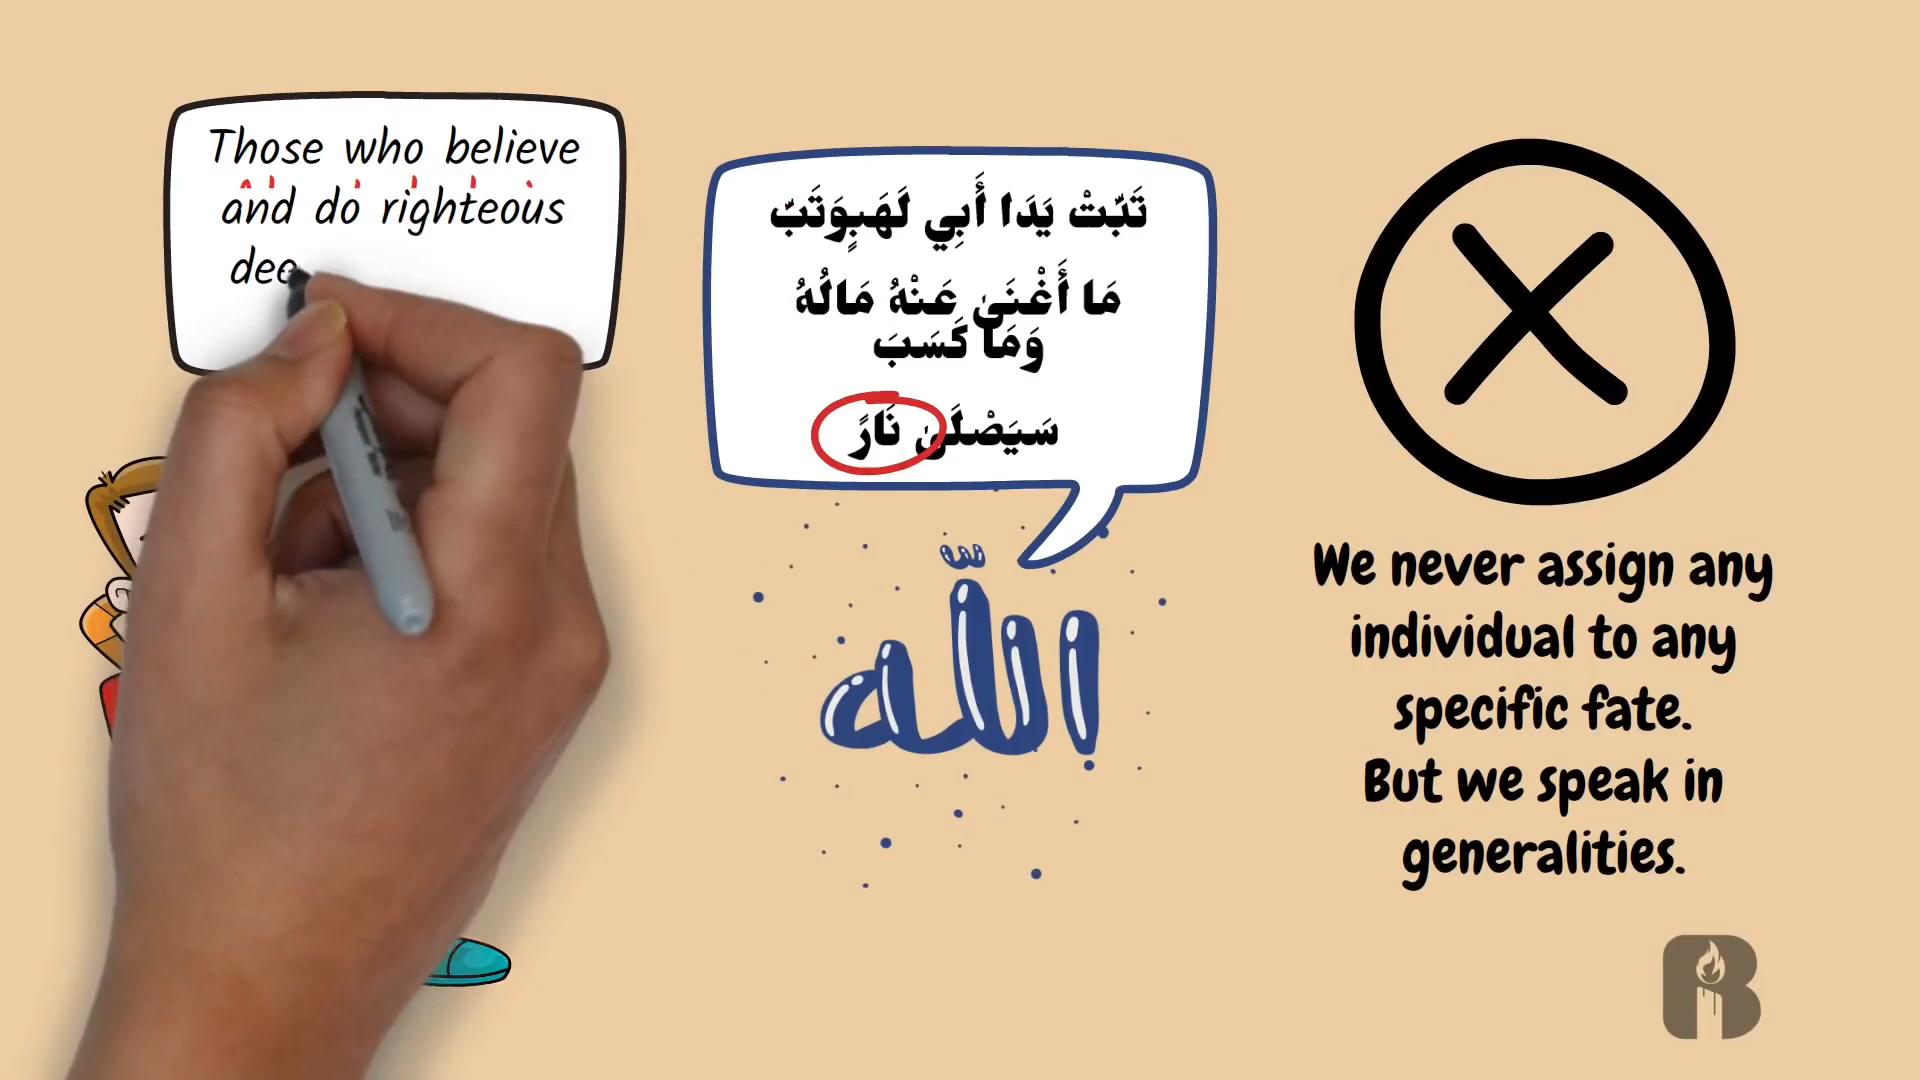 Those who believe
and do righteous
dee
تَبَّتْ يَدَا أَبِي لَهَبٍوَتَبَّ
مَا أَغْنَىٰ عَنْهُ مَالُهُ
وَمَا كَسَبَ
سَيَصْلَىٰ نَارً
اللّٰه
We never assign any
individual to any
specific fate.
But we speak in
generalities.
B